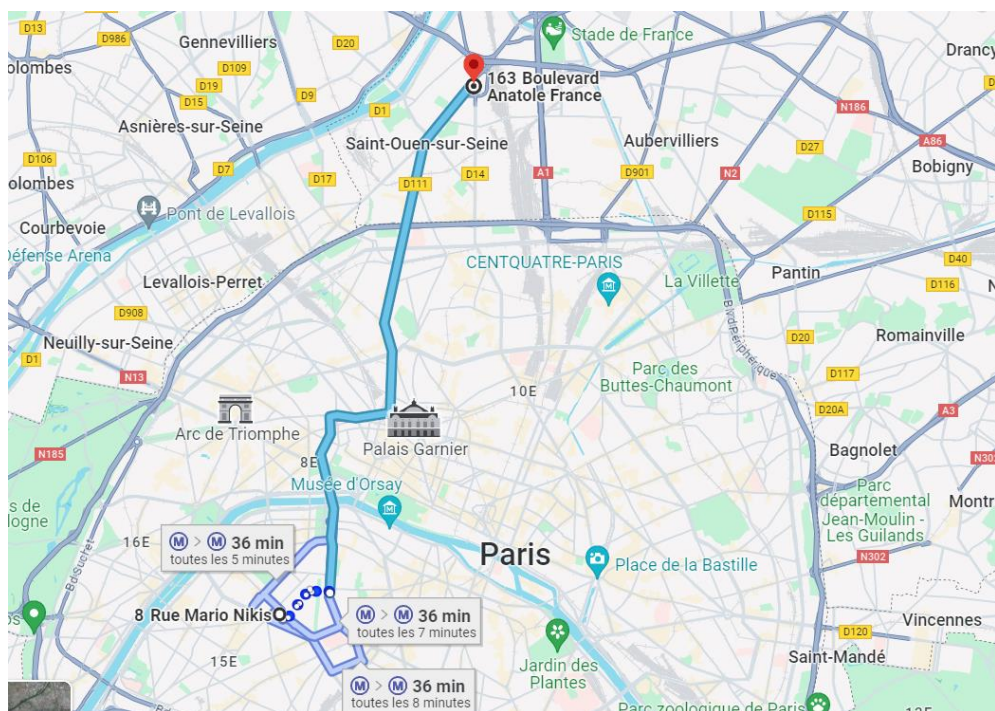 D13
D986
Gennevilliers
D20
Stade de France
Drancy
olombes
D109
D19
D15
D9
D1
163 Boulevard
Anatole France
N186
Asnières-sur-Seine
Saint-Ouen-sur-Seine
Aubervilliers
D27
A86
D106
D7
D17
D111
D14
A1
D901
N2
Bobigny
olombes
Courbevoie
Pont de Levallois
D115
Défense Arena
CENTQUATRE-PARIS
La Villette
Pantin
D40
Levallois-Perret
D116
N
D908
Blvd Périphérique
Neuilly-sur-Seine
D1
D20
Romainville
N13
Parc des
Buttes-Chaumont
D117
10E
D20A
A3
Arc de Triomphe
Palais Garnier
N185
8E
Bagnolet
N302
Musée d'Orsay
Parc
départemental
Jean-Moulin -
Les Guilands
Montr
s de
logne
16E
M > M 36 min
toutes les 5 minutes
Paris
Place de la Bastille
N302
Bd Suchet
8 Rue Mario Nikis
M > M 36 min
toutes les 7 minutes
os
Vincennes
D120
15E
Jardin des
Plantes
Saint-Mandé
M > M 36 min
toutes les 8 minutes
Parc zoologique de Paris